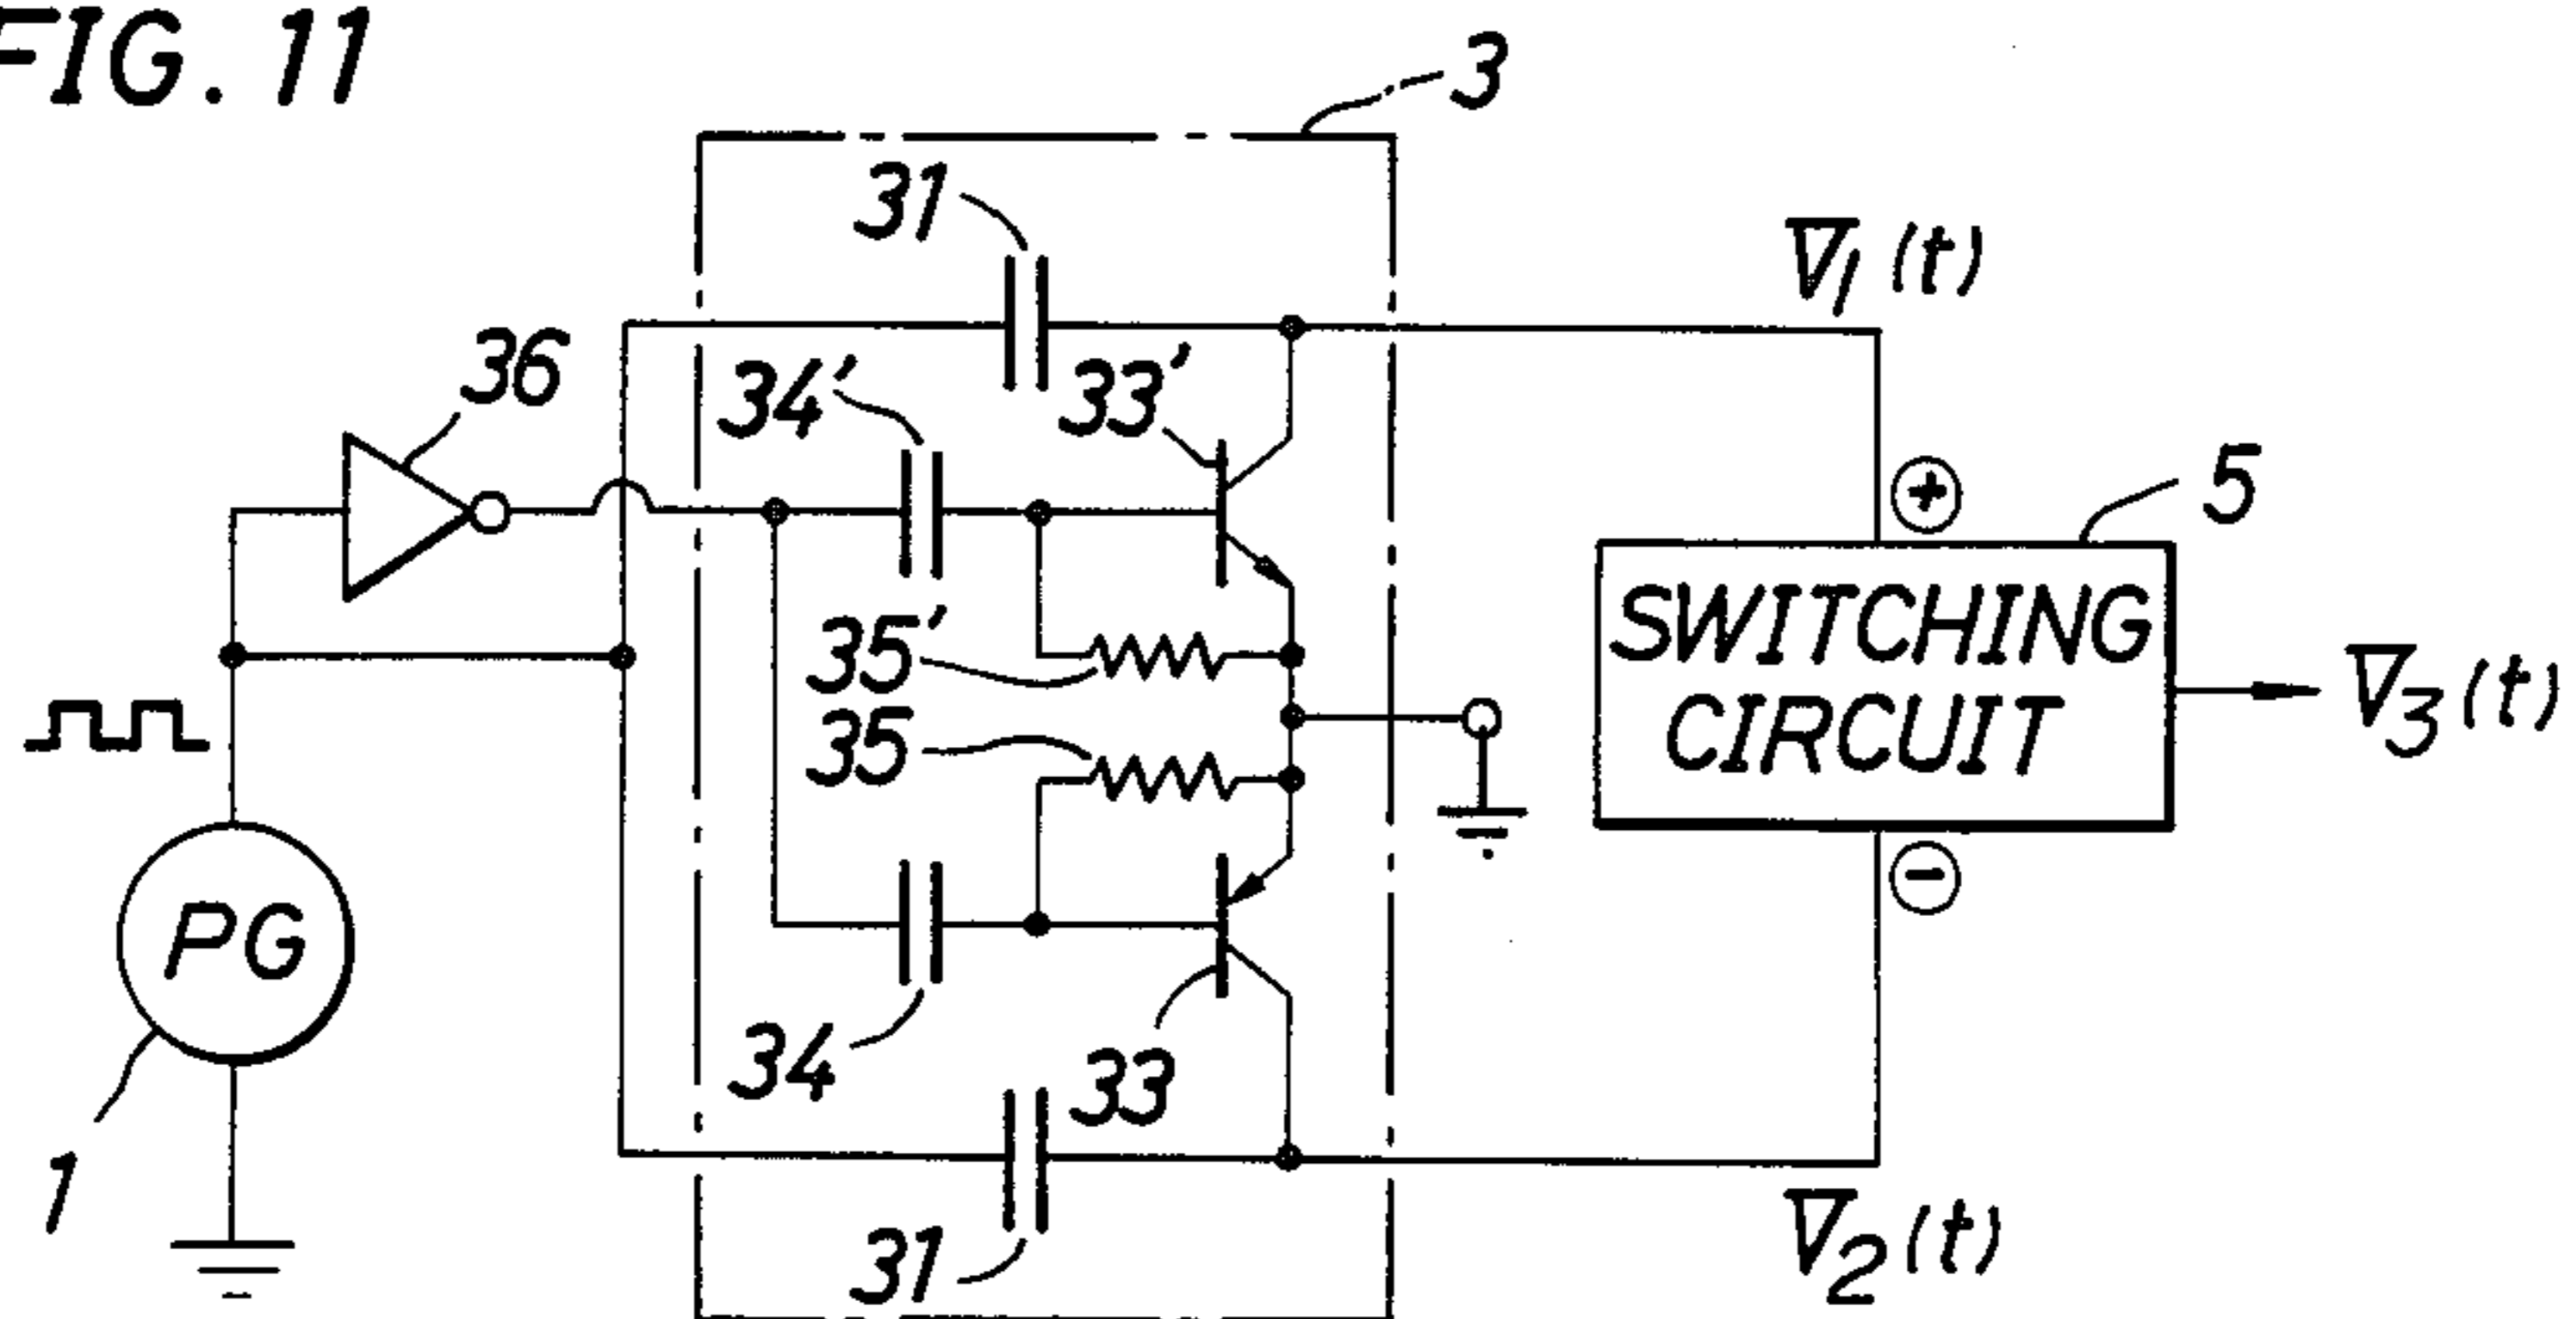 FIG. 11
3
31
V1 (t)
36
34'
33'
5
+
SWITCHING
CIRCUIT
35'
35
V3 (t)
PG
−
34
33
1
31
V2 (t)